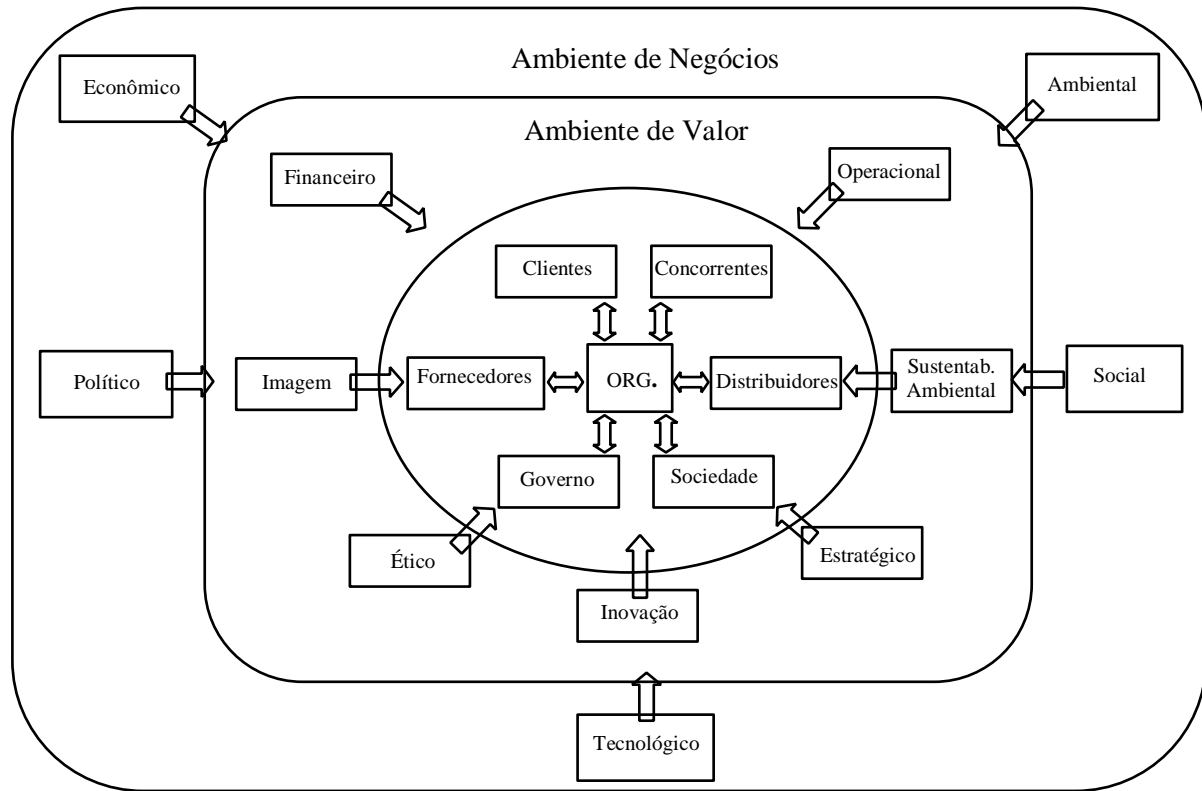 Ambiente de Negócios
Econômico
Ambiental
Ambiente de Valor
Financeiro
Operacional
Clientes
Concorrentes
Político
Imagem
Fornecedores
ORG.
Distribuidores
Sustentab.
Ambiental
Social
Governo
Sociedade
Ético
Estratégico
Inovação
Tecnológico